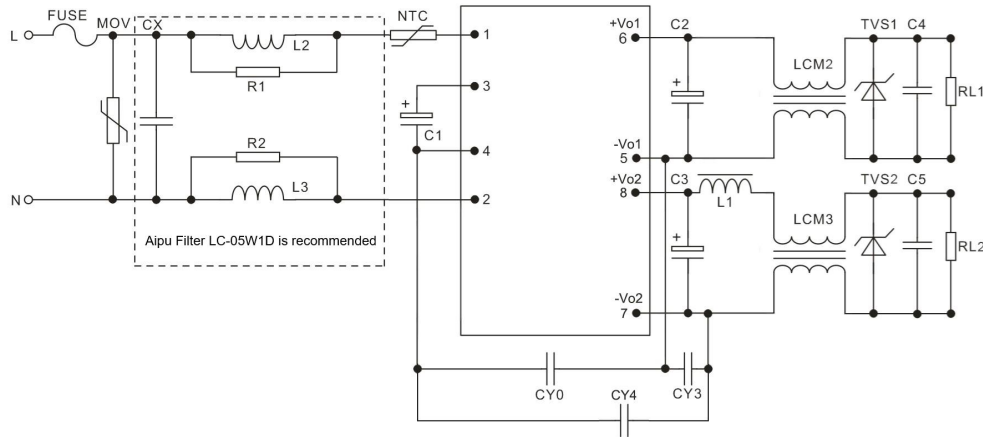 FUSE
MOV
CX
NTC
L
L2
R1
1
3
+
C1
4
R2
L3
N
2
Aipu Filter LC-05W1D is recommended
+Vo1
6
C2
+
-Vo1
5
+Vo2
8
C3
L1
+
-Vo2
7
LCM2
TVS1
C4
RL1
LCM3
TVS2
C5
RL2
CY0
CY3
CY4